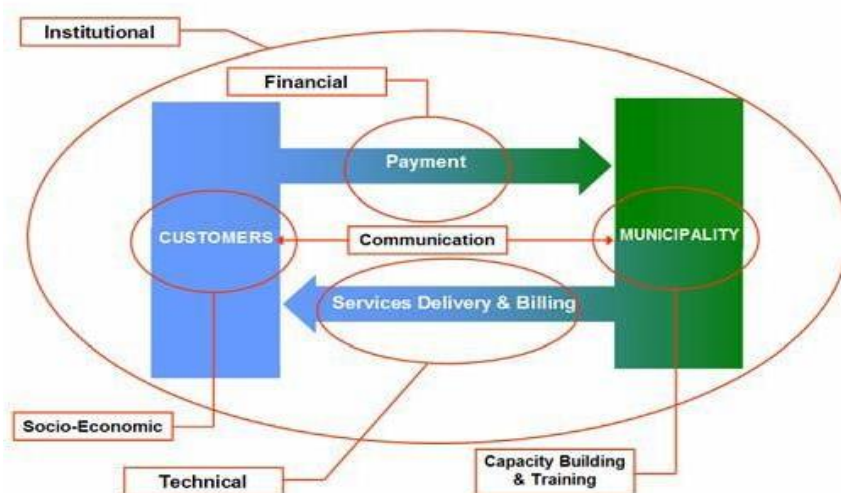 Institutional
Financial
Payment
CUSTOMERS
Communication
MUNICIPALITY
Services Delivery & Billing
Socio-Economic
Technical
Capacity Building
& Training